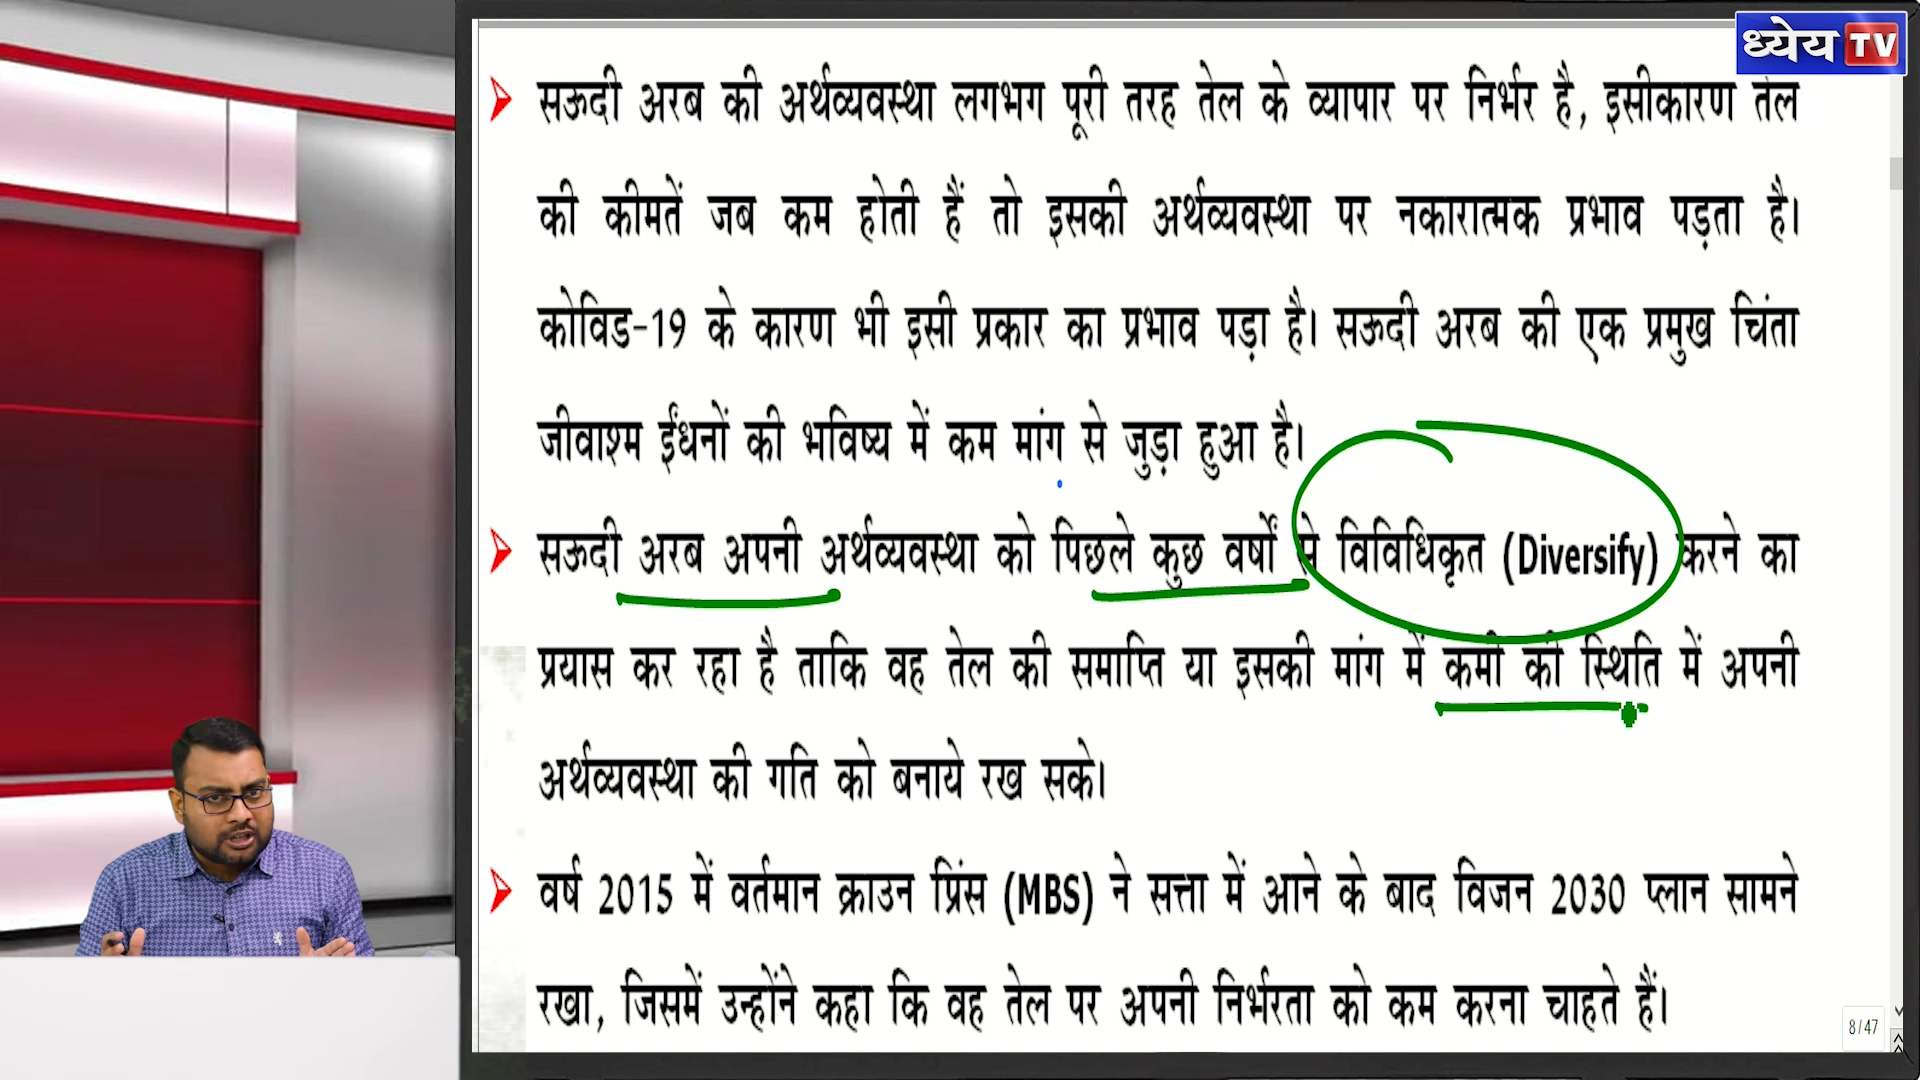 ध्येय TV
सऊदी अरब की अर्थव्यवस्था लगभग पूरी तरह तेल के व्यापार पर निर्भर है, इसीकारण तेल
की कीमतें जब कम होती हैं तो इसकी अर्थव्यवस्था पर नकारात्मक प्रभाव पड़ता है।
कोविड-19 के कारण भी इसी प्रकार का प्रभाव पड़ा है। सऊदी अरब की एक प्रमुख चिंता
जीवाश्म ईंधनों की भविष्य में कम मांग से जुड़ा हुआ है।
सऊदी अरब अपनी अर्थव्यवस्था को पिछले कुछ वर्षों से विविधिकृत (Diversify) करने का
प्रयास कर रहा है ताकि वह तेल की समाप्ति या इसकी मांग में कमी की स्थिति में अपनी
अर्थव्यवस्था की गति को बनाये रख सके।
वर्ष 2015 में वर्तमान क्राउन प्रिंस (MBS) ने सत्ता में आने के बाद विजन 2030 प्लान सामने
रखा, जिसमें उन्होंने कहा कि वह तेल पर अपनी निर्भरता को कम करना चाहते हैं।
8/47